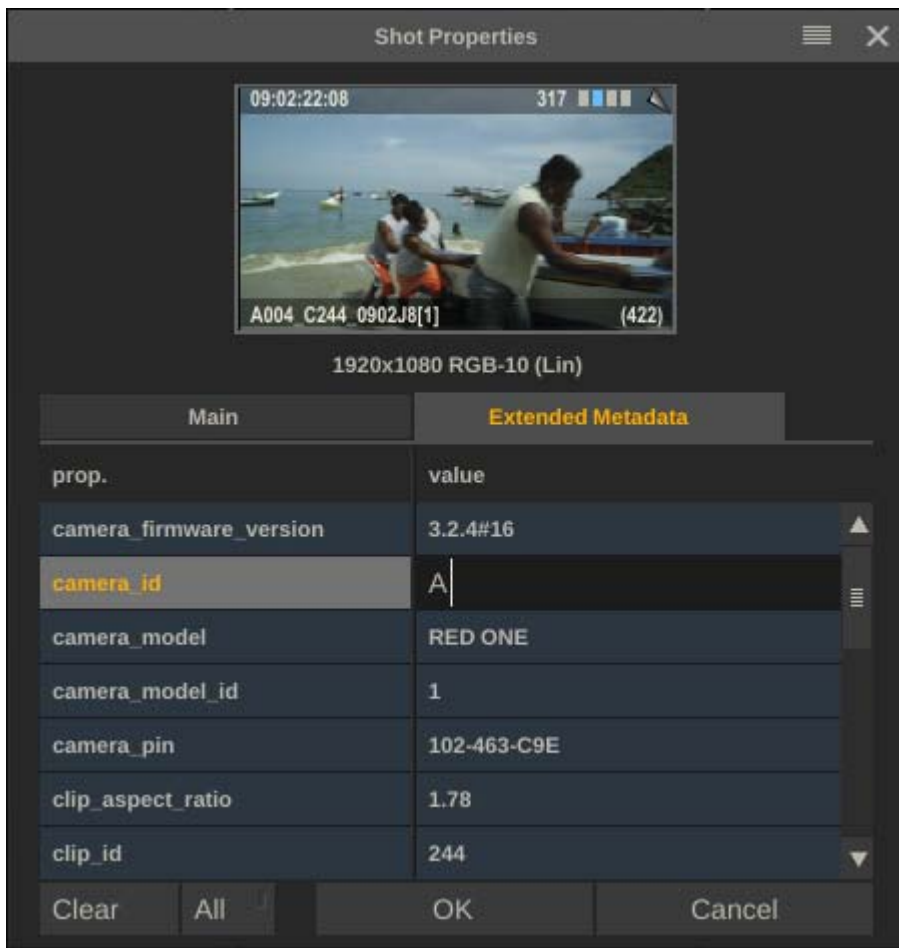 Shot Properties
09:02:22:08 317
A004_C244_0902J8[1] (422)
1920x1080 RGB-10 (Lin)
Main Extended Metadata
prop. value
camera_firmware_version 3.2.4#16
camera_id A
camera_model RED ONE
camera_model_id 1
camera_pin 102-463-C9E
clip_aspect_ratio 1.78
clip_id 244
Clear All OK Cancel